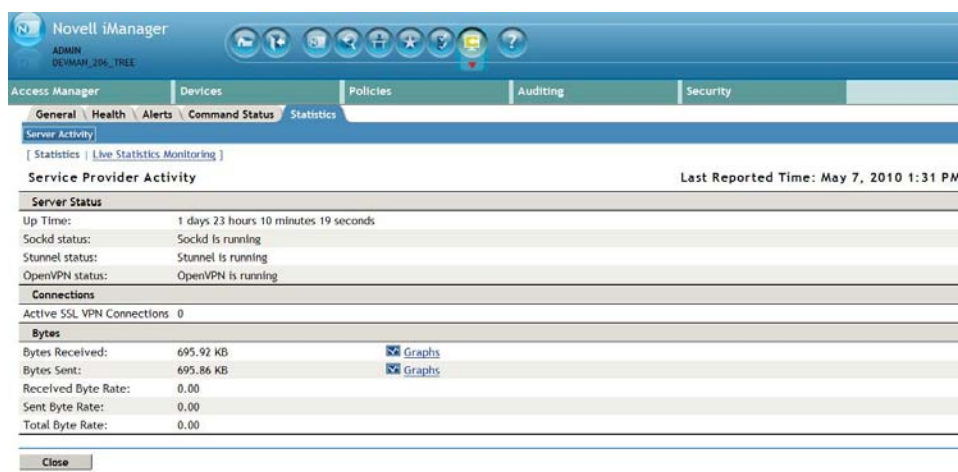 Novell iManager
ADMIN
DEVMAN_206_TREE
Access Manager Devices Policies Auditing Security
General Health Alerts Command Status Statistics
Server Activity
[ Statistics | Live Statistics Monitoring ]
Service Provider Activity Last Reported Time: May 7, 2010 1:31 PM
Server Status
Up Time: 1 days 23 hours 10 minutes 19 seconds
Sockd status: Sockd is running
Stunnel status: Stunnel is running
OpenVPN status: OpenVPN is running
Connections
Active SSL VPN Connections 0
Bytes
Bytes Received: 695.92 KB Graphs
Bytes Sent: 695.86 KB Graphs
Received Byte Rate: 0.00
Sent Byte Rate: 0.00
Total Byte Rate: 0.00
Close